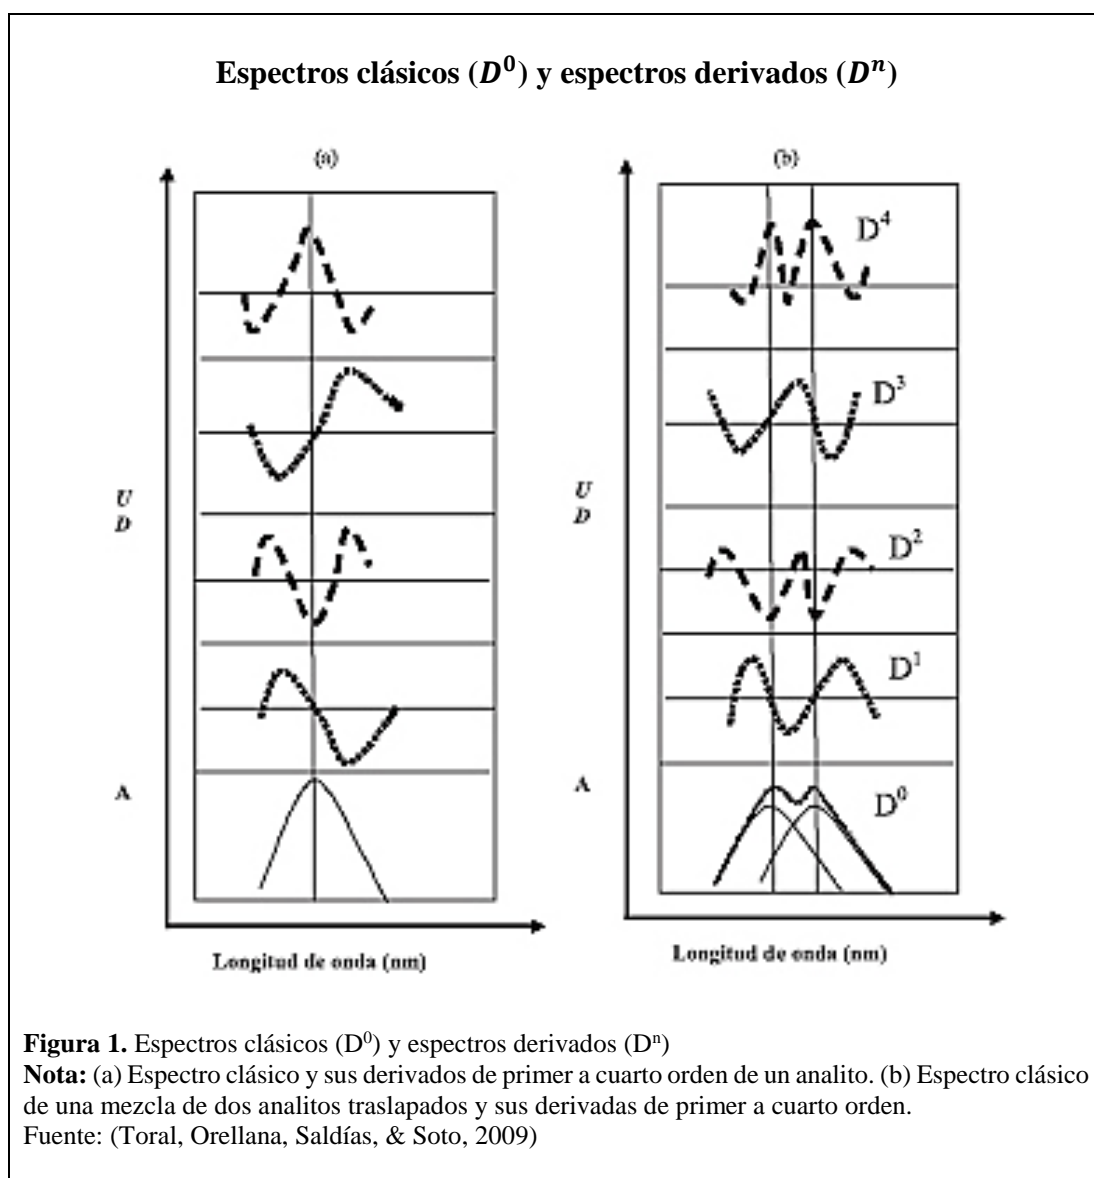 Espectros clásicos (D⁰) y espectros derivados (Dⁿ)
(a)
U
D
A
Longitud de onda (nm)
(b)
D⁴
D³
D²
D¹
D⁰
U
D
A
Longitud de onda (nm)
Figura 1. Espectros clásicos (D⁰) y espectros derivados (Dⁿ)
Nota: (a) Espectro clásico y sus derivados de primer a cuarto orden de un analito. (b) Espectro clásico
de una mezcla de dos analitos traslapados y sus derivadas de primer a cuarto orden.
Fuente: (Toral, Orellana, Saldías, & Soto, 2009)